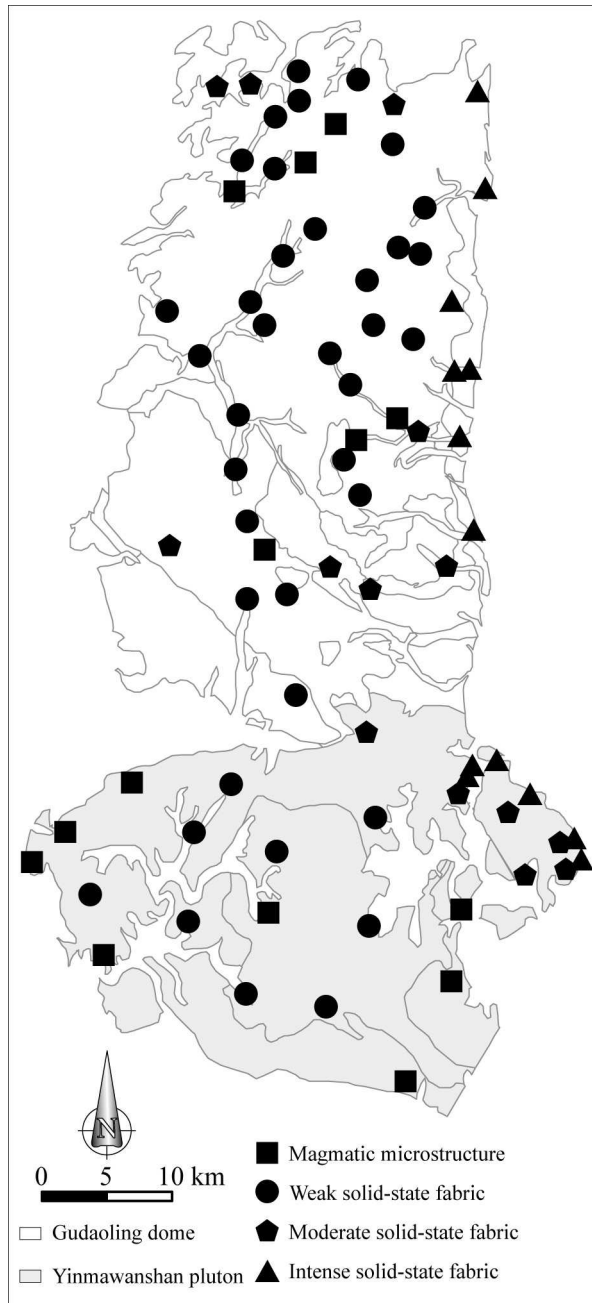 N
0 5 10 km
Gudaoling dome
Yinmawanshan pluton
Magmatic microstructure
Weak solid-state fabric
Moderate solid-state fabric
Intense solid-state fabric